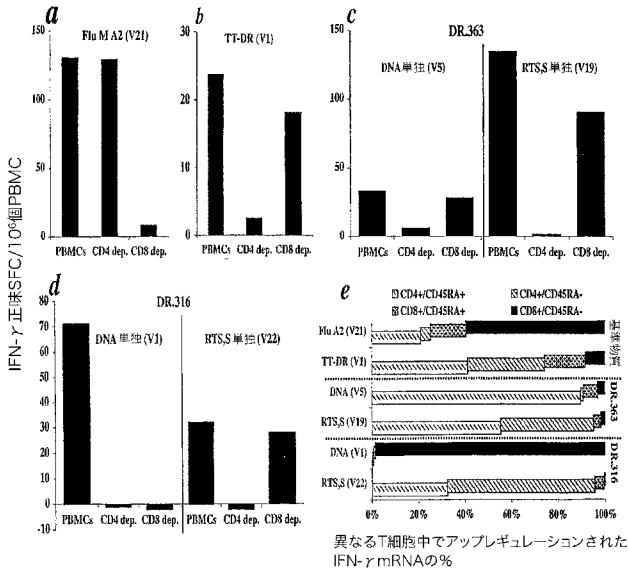 a
Flu M A2 (V21)
150
100
50
0
PBMCs CD4 dep. CD8 dep.
b
TT-DR (V1)
30
20
10
0
PBMCs CD4 dep. CD8 dep.
c
DR.363
DNA 単独 (V5) RTS,S 単独 (V19)
150
100
50
0
PBMCs CD4 dep. CD8 dep. PBMCs CD4 dep. CD8 dep.
IFN-γ 正味SFC/10⁶個PBMC
d
DR.316
DNA 単独 (V1) RTS,S 単独 (V22)
80
70
60
50
40
30
20
10
0
-10
PBMCs CD4 dep. CD8 dep. PBMCs CD4 dep. CD8 dep.
e
CD4+/CD45RA+ CD4+/CD45RA-
CD8+/CD45RA+ CD8+/CD45RA-
Flu A2 (V21)
TT-DR (V1)
DNA (V5)
RTS,S (V19)
DNA (V1)
RTS,S (V22)
基準物質
DR.363
DR.316
0% 20% 40% 60% 80% 100%
異なるT細胞中でアップレギュレーションされた
IFN-γ mRNAの%